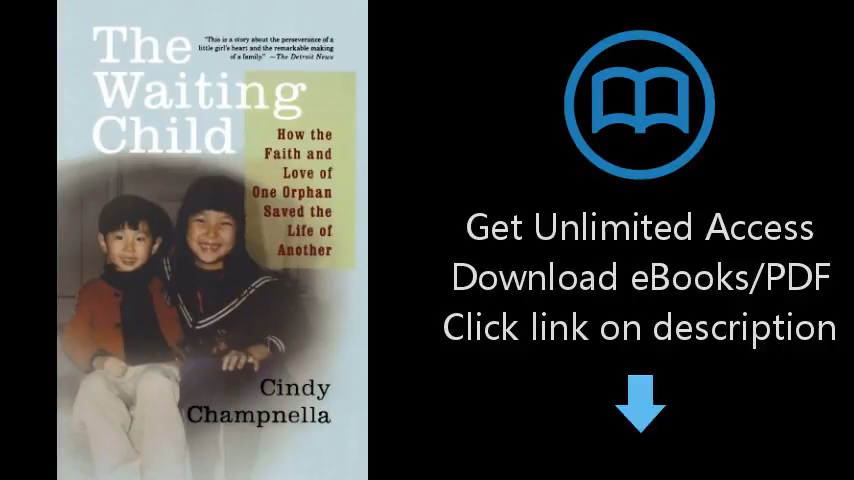 The
Waiting
Child
"This is a story about the perseverance of a
little girl's heart and the remarkable making
of a family." —The Detroit News
How the
Faith and
Love of
One Orphan
Saved the
Life of
Another
Cindy
Champnella
Get Unlimited Access
Download eBooks/PDF
Click link on description